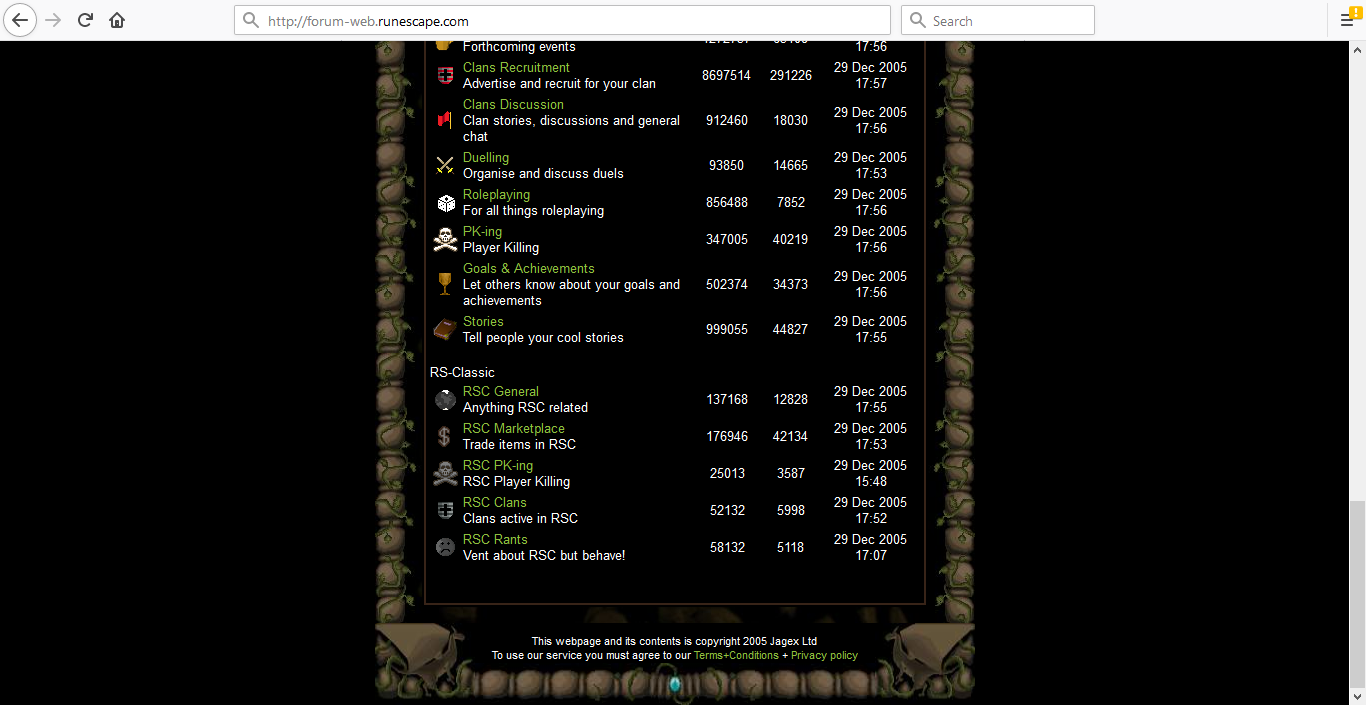 http://forum-web.runescape.com
Search
Forthcoming events
17:56
Clans Recruitment
Advertise and recruit for your clan
8697514 291226 29 Dec 2005
17:57
Clans Discussion
Clan stories, discussions and general
chat
912460 18030 29 Dec 2005
17:56
Duelling
Organise and discuss duels
93850 14665 29 Dec 2005
17:53
Roleplaying
For all things roleplaying
856488 7852 29 Dec 2005
17:56
PK-ing
Player Killing
347005 40219 29 Dec 2005
17:56
Goals & Achievements
Let others know about your goals and
achievements
502374 34373 29 Dec 2005
17:56
Stories
Tell people your cool stories
999055 44827 29 Dec 2005
17:55
RS-Classic
RSC General
Anything RSC related
137168 12828 29 Dec 2005
17:55
RSC Marketplace
Trade items in RSC
176946 42134 29 Dec 2005
17:53
RSC PK-ing
RSC Player Killing
25013 3587 29 Dec 2005
15:48
RSC Clans
Clans active in RSC
52132 5998 29 Dec 2005
17:52
RSC Rants
Vent about RSC but behave!
58132 5118 29 Dec 2005
17:07
This webpage and its contents is copyright 2005 Jagex Ltd
To use our service you must agree to our Terms+Conditions + Privacy policy